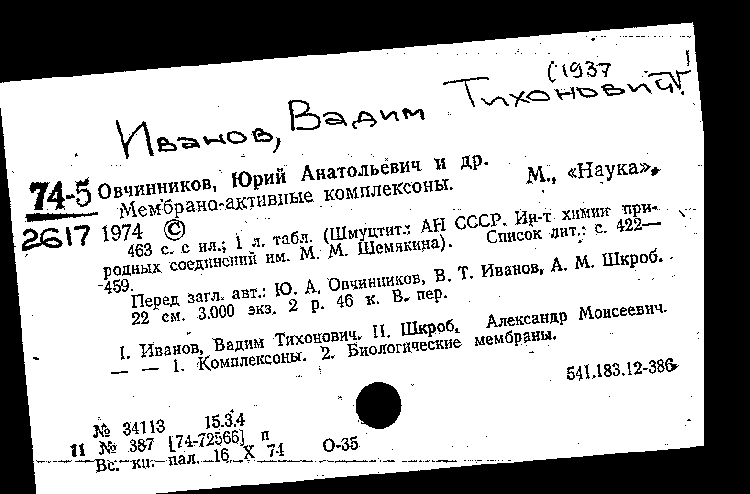 (1937
Иванов, Вадим Тихонович.
74-5 Овчинников, Юрий Анатольевич и др.
Мембрано-активные комплексоны. М., «Наука»,
2617 1974 ©
463 с. с ил.; 1 л. табл. (Шмуцтит.: АН СССР. Ин-т химии при-
родных соединений им. М. М. Шемякина). Список лит.: с. 422—
-459.
Перед загл. авт.: Ю. А. Овчинников, В. Т. Иванов, А. М. Шкроб.
22 см. 3.000 экз. 2 р. 46 к. В. пер.
I. Иванов, Вадим Тихонович. II. Шкроб, Александр Моисеевич.
— — 1. Комплексоны. 2. Биологические мембраны.
541.183.12-386
№ 34113 15.3.4
11 № 387 [74-72566] п
Вс. кн. пал. 16 X 74 О-35